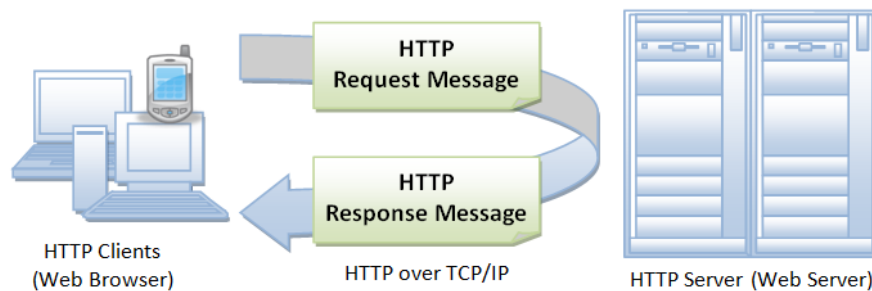 HTTP
Request Message
HTTP
Response Message
HTTP Clients
(Web Browser)
HTTP over TCP/IP
HTTP Server (Web Server)